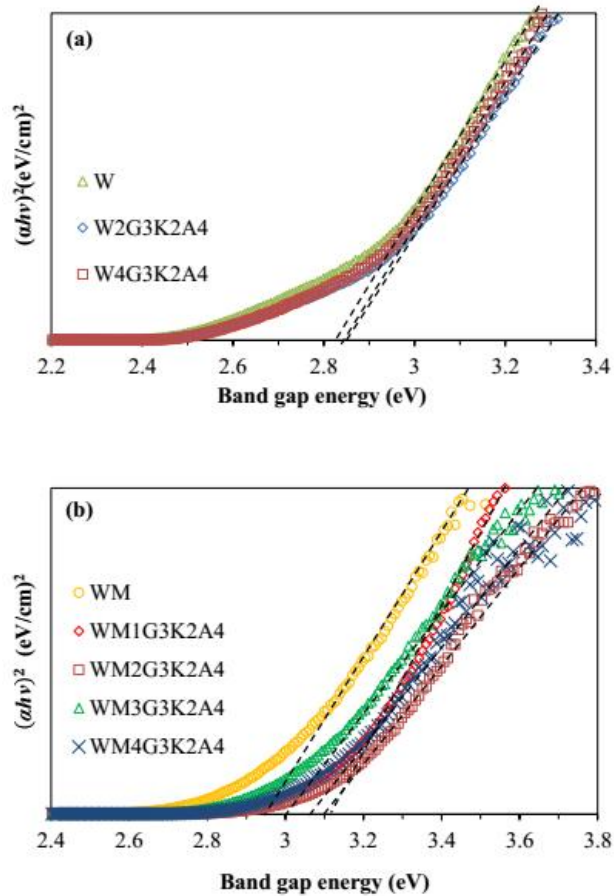 (a)
(αhν)²(eV/cm)²
W
W2G3K2A4
W4G3K2A4
2.2 2.4 2.6 2.8 3 3.2 3.4
Band gap energy (eV)
(b)
(αhν)² (eV/cm)²
WM
WM1G3K2A4
WM2G3K2A4
WM3G3K2A4
WM4G3K2A4
2.4 2.6 2.8 3 3.2 3.4 3.6 3.8
Band gap energy (eV)